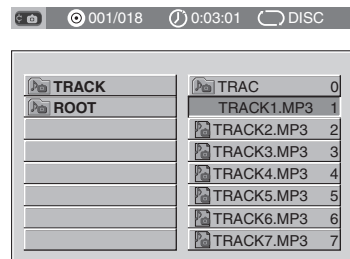 001/018 0:03:01 DISC
TRACK
ROOT
TRAC 0
TRACK1.MP3 1
TRACK2.MP3 2
TRACK3.MP3 3
TRACK4.MP3 4
TRACK5.MP3 5
TRACK6.MP3 6
TRACK7.MP3 7